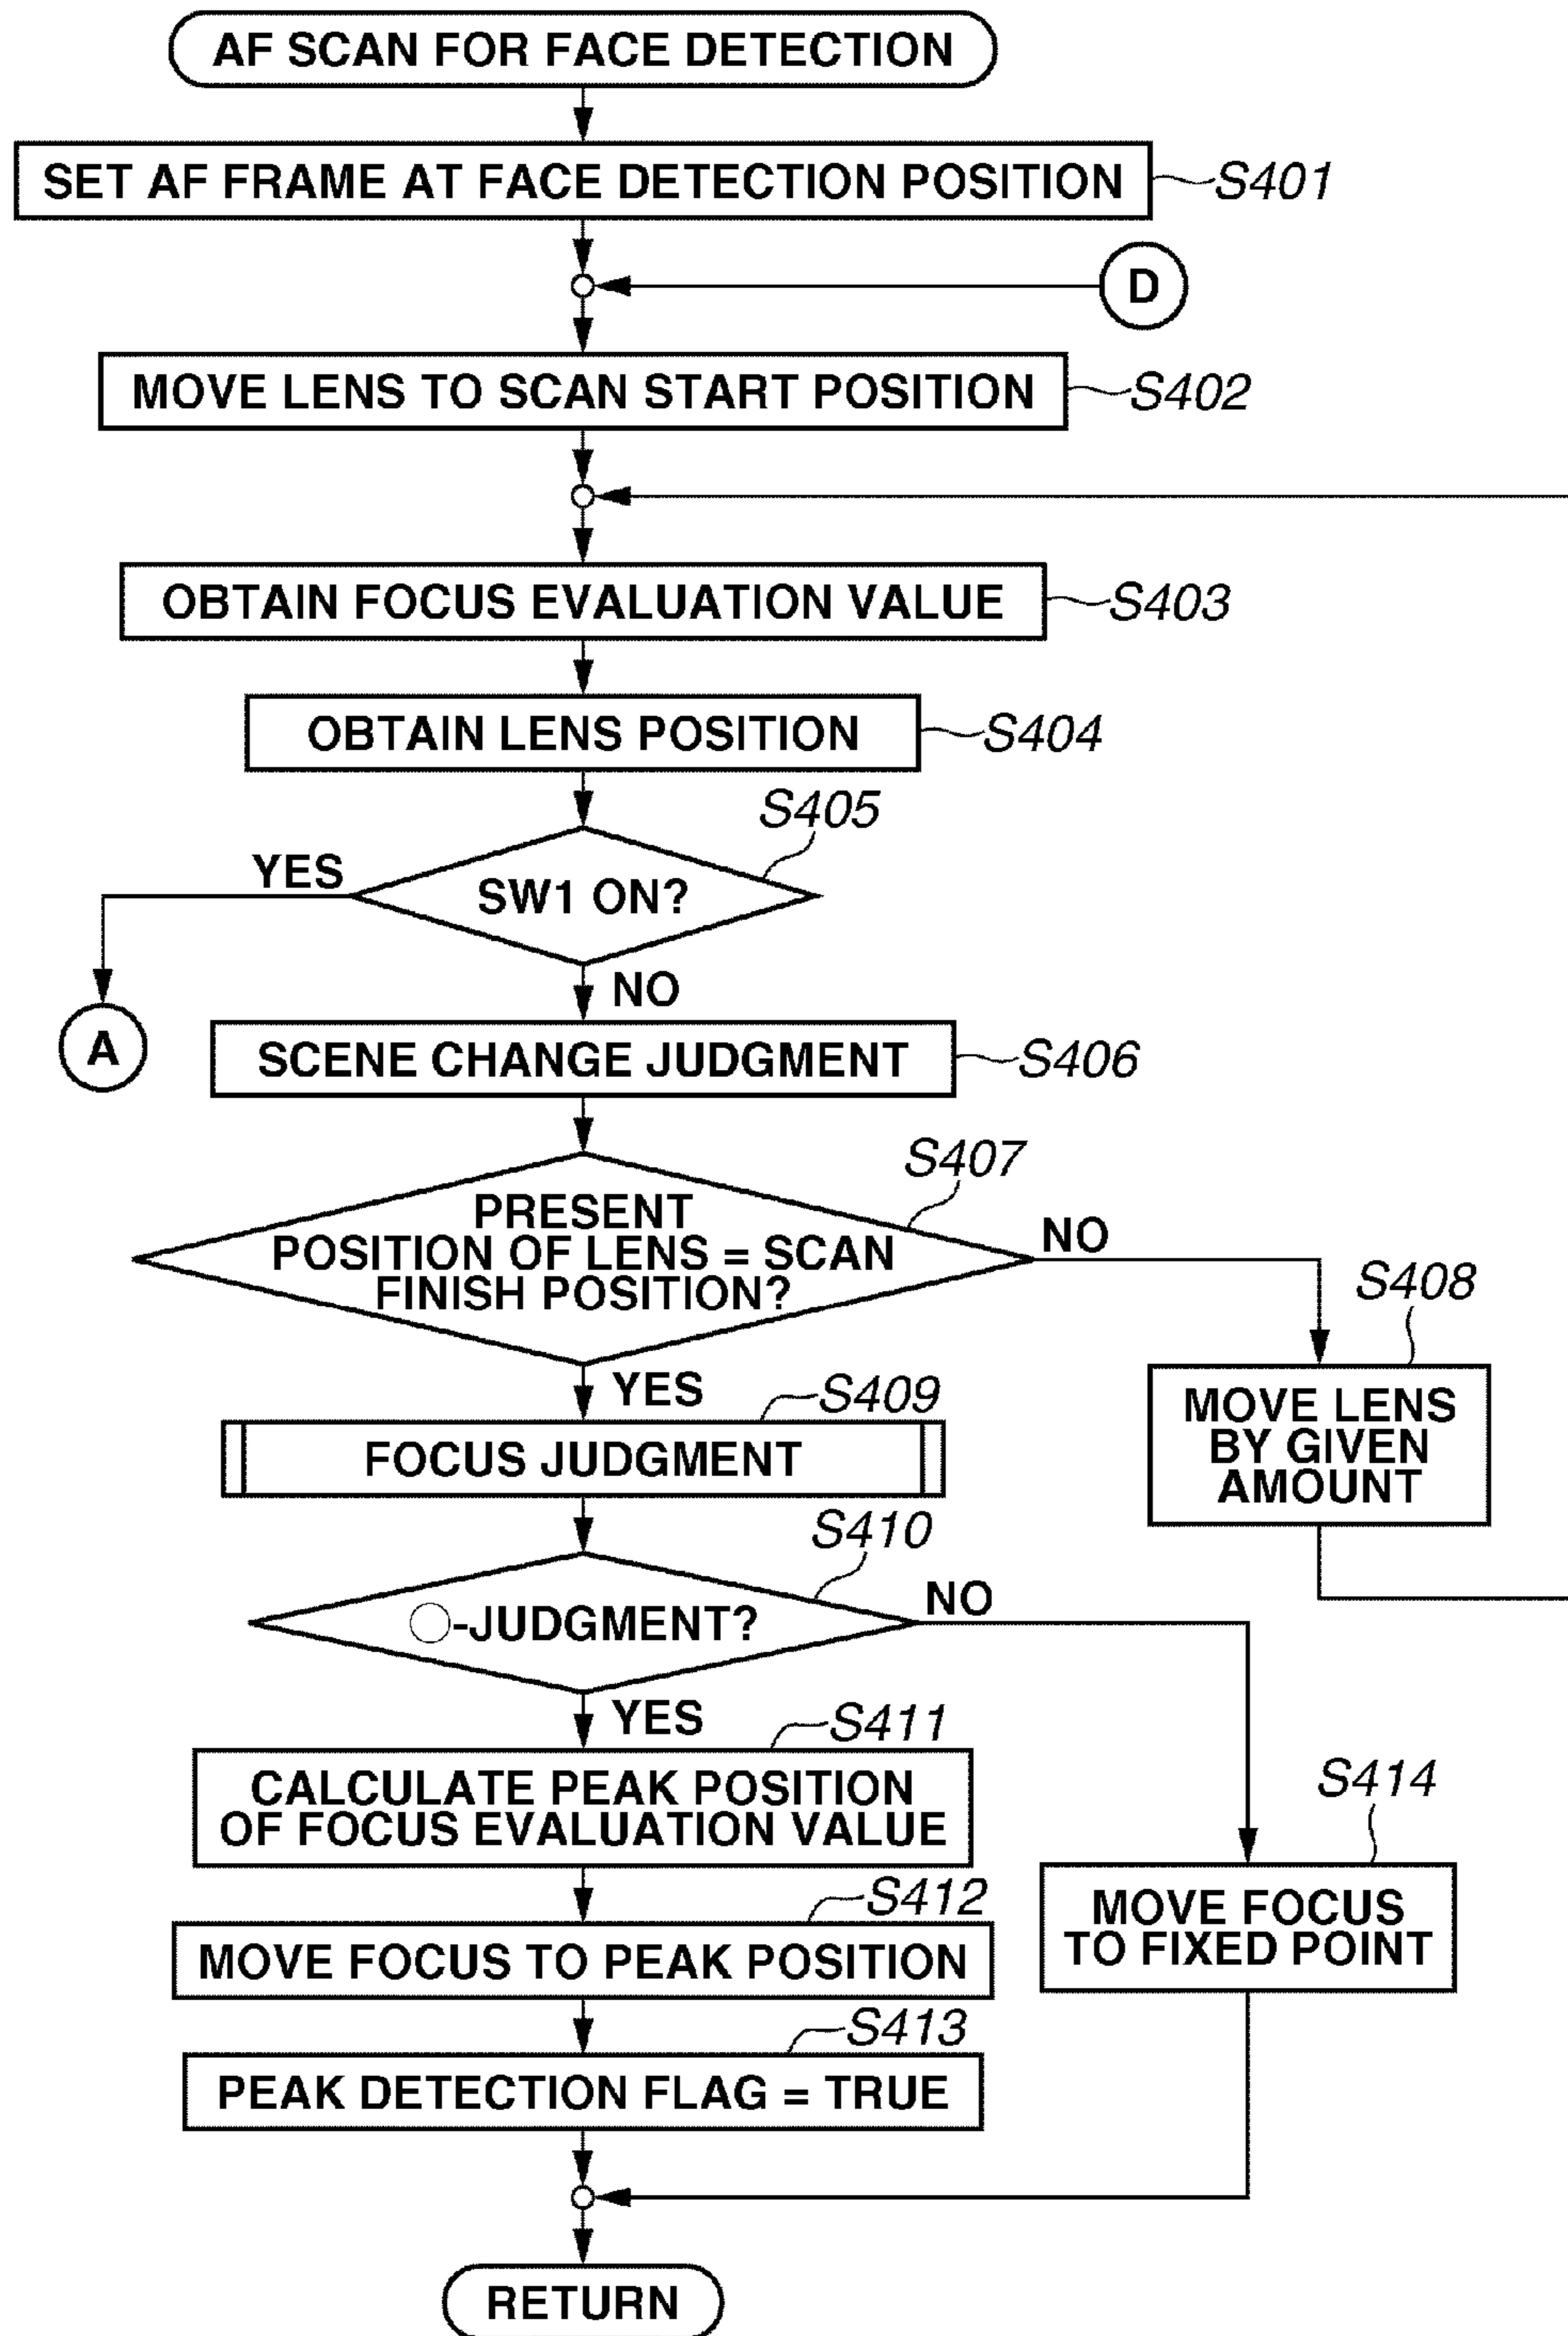 AF SCAN FOR FACE DETECTION
SET AF FRAME AT FACE DETECTION POSITION
S401
D
MOVE LENS TO SCAN START POSITION
S402
OBTAIN FOCUS EVALUATION VALUE
S403
OBTAIN LENS POSITION
S404
S405
YES
SW1 ON?
NO
A
SCENE CHANGE JUDGMENT
S406
S407
PRESENT
POSITION OF LENS = SCAN
FINISH POSITION?
NO
S408
MOVE LENS
BY GIVEN
AMOUNT
YES
S409
FOCUS JUDGMENT
S410
○-JUDGMENT?
NO
YES
S411
CALCULATE PEAK POSITION
OF FOCUS EVALUATION VALUE
S414
MOVE FOCUS
TO FIXED POINT
S412
MOVE FOCUS TO PEAK POSITION
S413
PEAK DETECTION FLAG = TRUE
RETURN